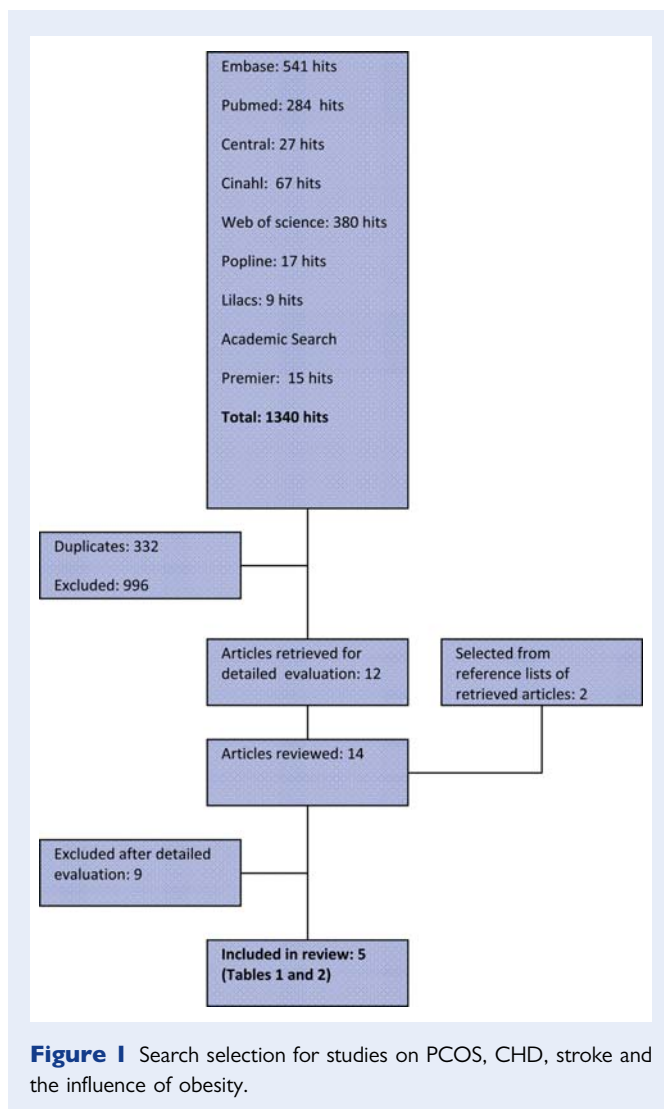 Embase: 541 hits
Pubmed: 284 hits
Central: 27 hits
Cinahl: 67 hits
Web of science: 380 hits
Popline: 17 hits
Lilacs: 9 hits
Academic Search
Premier: 15 hits
Total: 1340 hits
Duplicates: 332
Excluded: 996
Articles retrieved for
detailed evaluation: 12
Selected from
reference lists of
retrieved articles: 2
Articles reviewed: 14
Excluded after detailed
evaluation: 9
Included in review: 5
(Tables 1 and 2)
Figure 1 Search selection for studies on PCOS, CHD, stroke and
the influence of obesity.